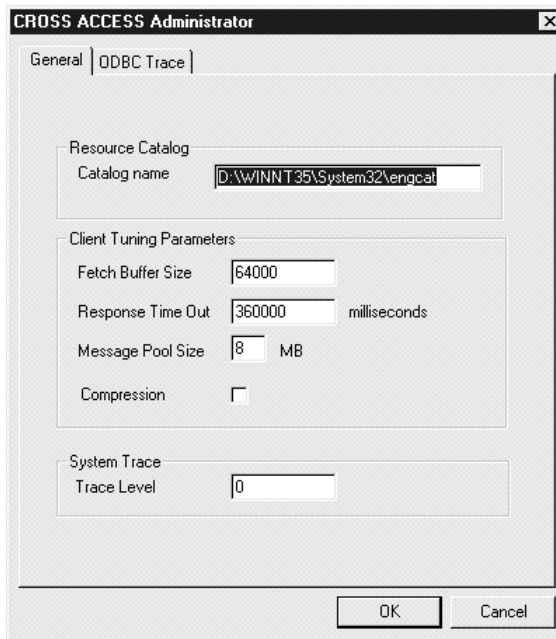 CROSS ACCESS Administrator
General ODBC Trace
Resource Catalog
Catalog name D:\WINNT35\System32\engcat
Client Tuning Parameters
Fetch Buffer Size 64000
Response Time Out 360000 milliseconds
Message Pool Size 8 MB
Compression
System Trace
Trace Level 0
OK Cancel